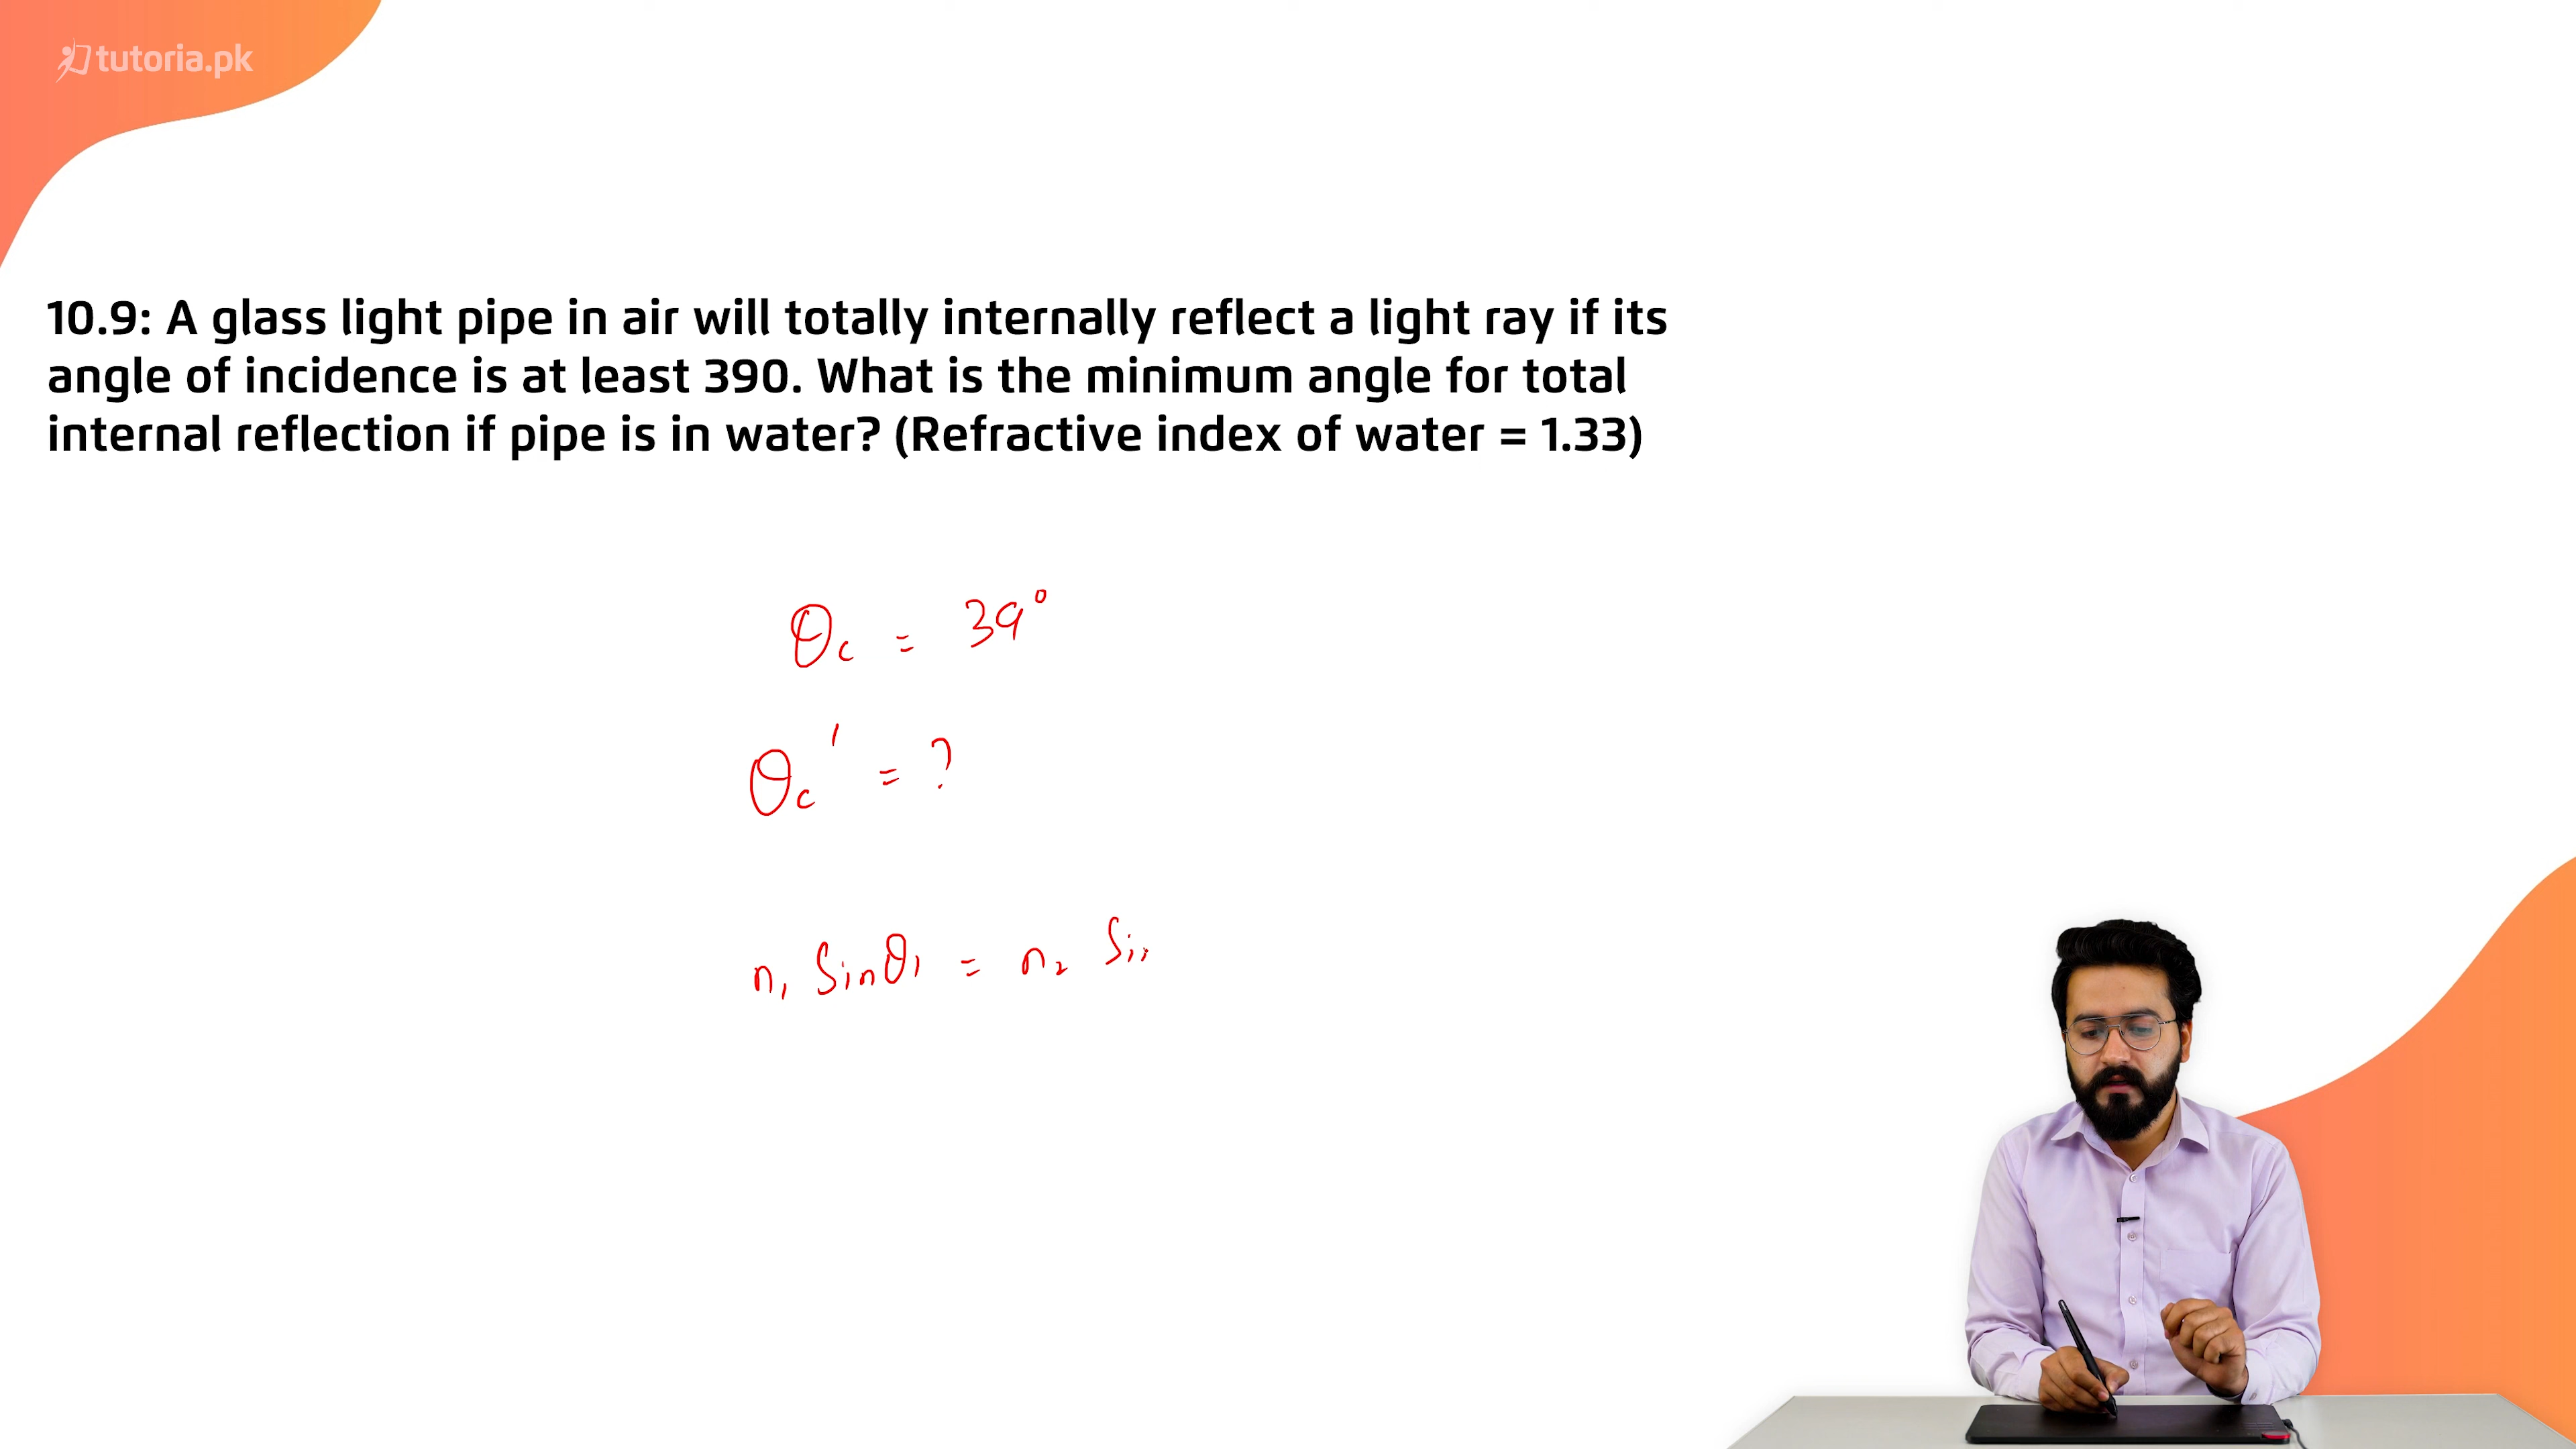 tutoria.pk
10.9: A glass light pipe in air will totally internally reflect a light ray if its
angle of incidence is at least 390. What is the minimum angle for total
internal reflection if pipe is in water? (Refractive index of water = 1.33)
θc = 39°
θc' = ?
n₁ Sinθ₁ = n₂ Si